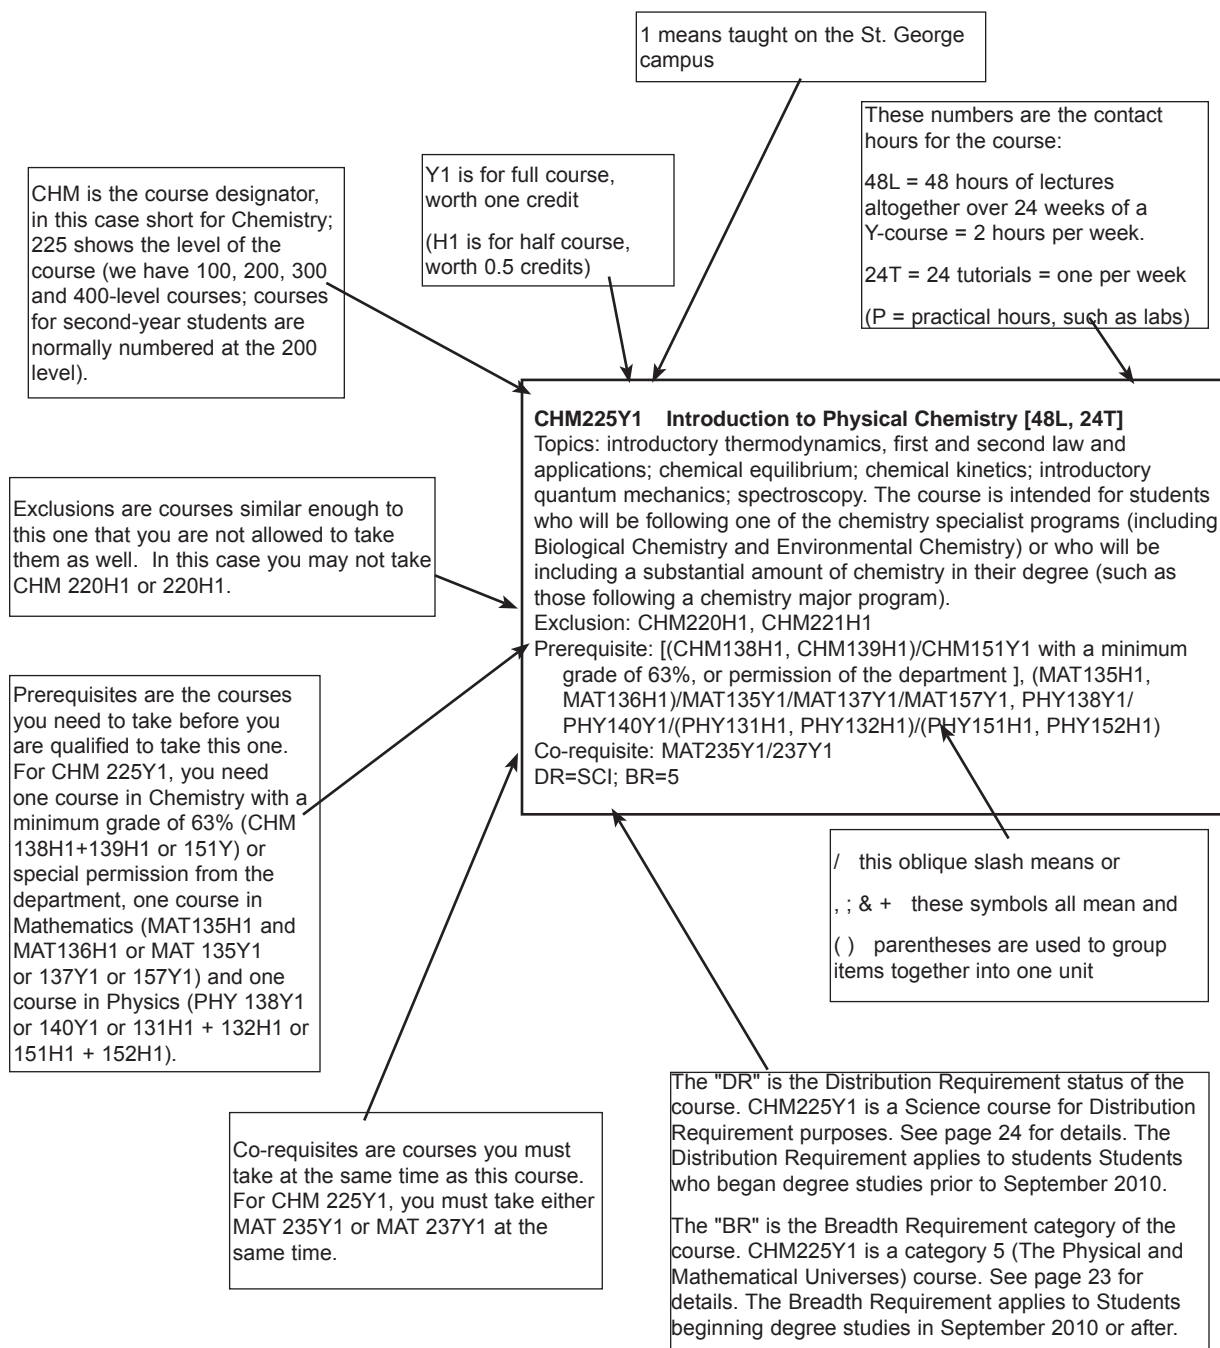 1 means taught on the St. George
campus
These numbers are the contact
hours for the course:
48L = 48 hours of lectures
altogether over 24 weeks of a
Y-course = 2 hours per week.
24T = 24 tutorials = one per week
(P = practical hours, such as labs)
Y1 is for full course,
worth one credit
(H1 is for half course,
worth 0.5 credits)
CHM is the course designator,
in this case short for Chemistry;
225 shows the level of the
course (we have 100, 200, 300
and 400-level courses; courses
for second-year students are
normally numbered at the 200
level).
CHM225Y1 Introduction to Physical Chemistry [48L, 24T]
Topics: introductory thermodynamics, first and second law and
applications; chemical equilibrium; chemical kinetics; introductory
quantum mechanics; spectroscopy. The course is intended for students
who will be following one of the chemistry specialist programs (including
Biological Chemistry and Environmental Chemistry) or who will be
including a substantial amount of chemistry in their degree (such as
those following a chemistry major program).
Exclusion: CHM220H1, CHM221H1
Prerequisite: [(CHM138H1, CHM139H1)/CHM151Y1 with a minimum
grade of 63%, or permission of the department ], (MAT135H1,
MAT136H1)/MAT135Y1/MAT137Y1/MAT157Y1, PHY138Y1/
PHY140Y1/(PHY131H1, PHY132H1)/(PHY151H1, PHY152H1)
Co-requisite: MAT235Y1/237Y1
DR=SCI; BR=5
Exclusions are courses similar enough to
this one that you are not allowed to take
them as well. In this case you may not take
CHM 220H1 or 220H1.
Prerequisites are the courses
you need to take before you
are qualified to take this one.
For CHM 225Y1, you need
one course in Chemistry with a
minimum grade of 63% (CHM
138H1+139H1 or 151Y) or
special permission from the
department, one course in
Mathematics (MAT135H1 and
MAT136H1 or MAT 135Y1
or 137Y1 or 157Y1) and one
course in Physics (PHY 138Y1
or 140Y1 or 131H1 + 132H1 or
151H1 + 152H1).
/ this oblique slash means or
, ; & + these symbols all mean and
( ) parentheses are used to group
items together into one unit
Co-requisites are courses you must
take at the same time as this course.
For CHM 225Y1, you must take either
MAT 235Y1 or MAT 237Y1 at the
same time.
The "DR" is the Distribution Requirement status of the
course. CHM225Y1 is a Science course for Distribution
Requirement purposes. See page 24 for details. The
Distribution Requirement applies to students Students
who began degree studies prior to September 2010.
The "BR" is the Breadth Requirement category of the
course. CHM225Y1 is a category 5 (The Physical and
Mathematical Universes) course. See page 23 for
details. The Breadth Requirement applies to Students
beginning degree studies in September 2010 or after.